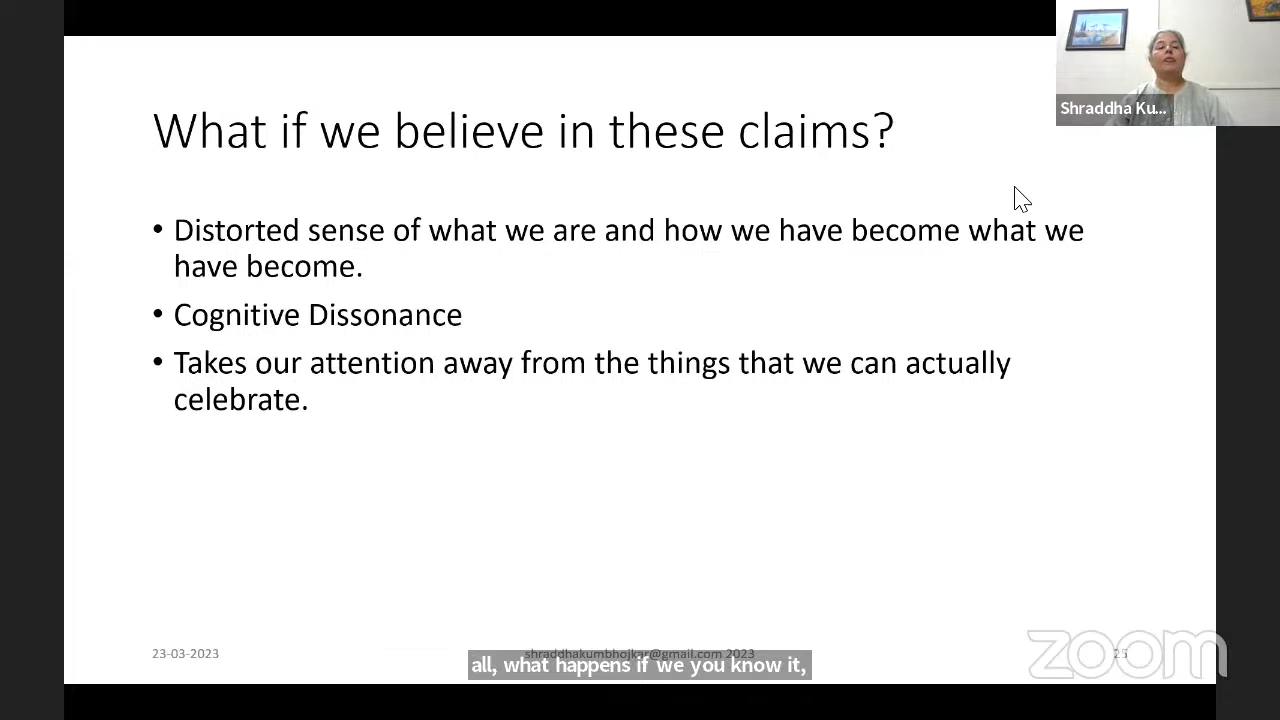 Shraddha Ku...
What if we believe in these claims?
• Distorted sense of what we are and how we have become what we
have become.
• Cognitive Dissonance
• Takes our attention away from the things that we can actually
celebrate.
23-03-2023
shraddhakumbhojkar@gmail.com 2023
25
all, what happens if we you know it,
zoom